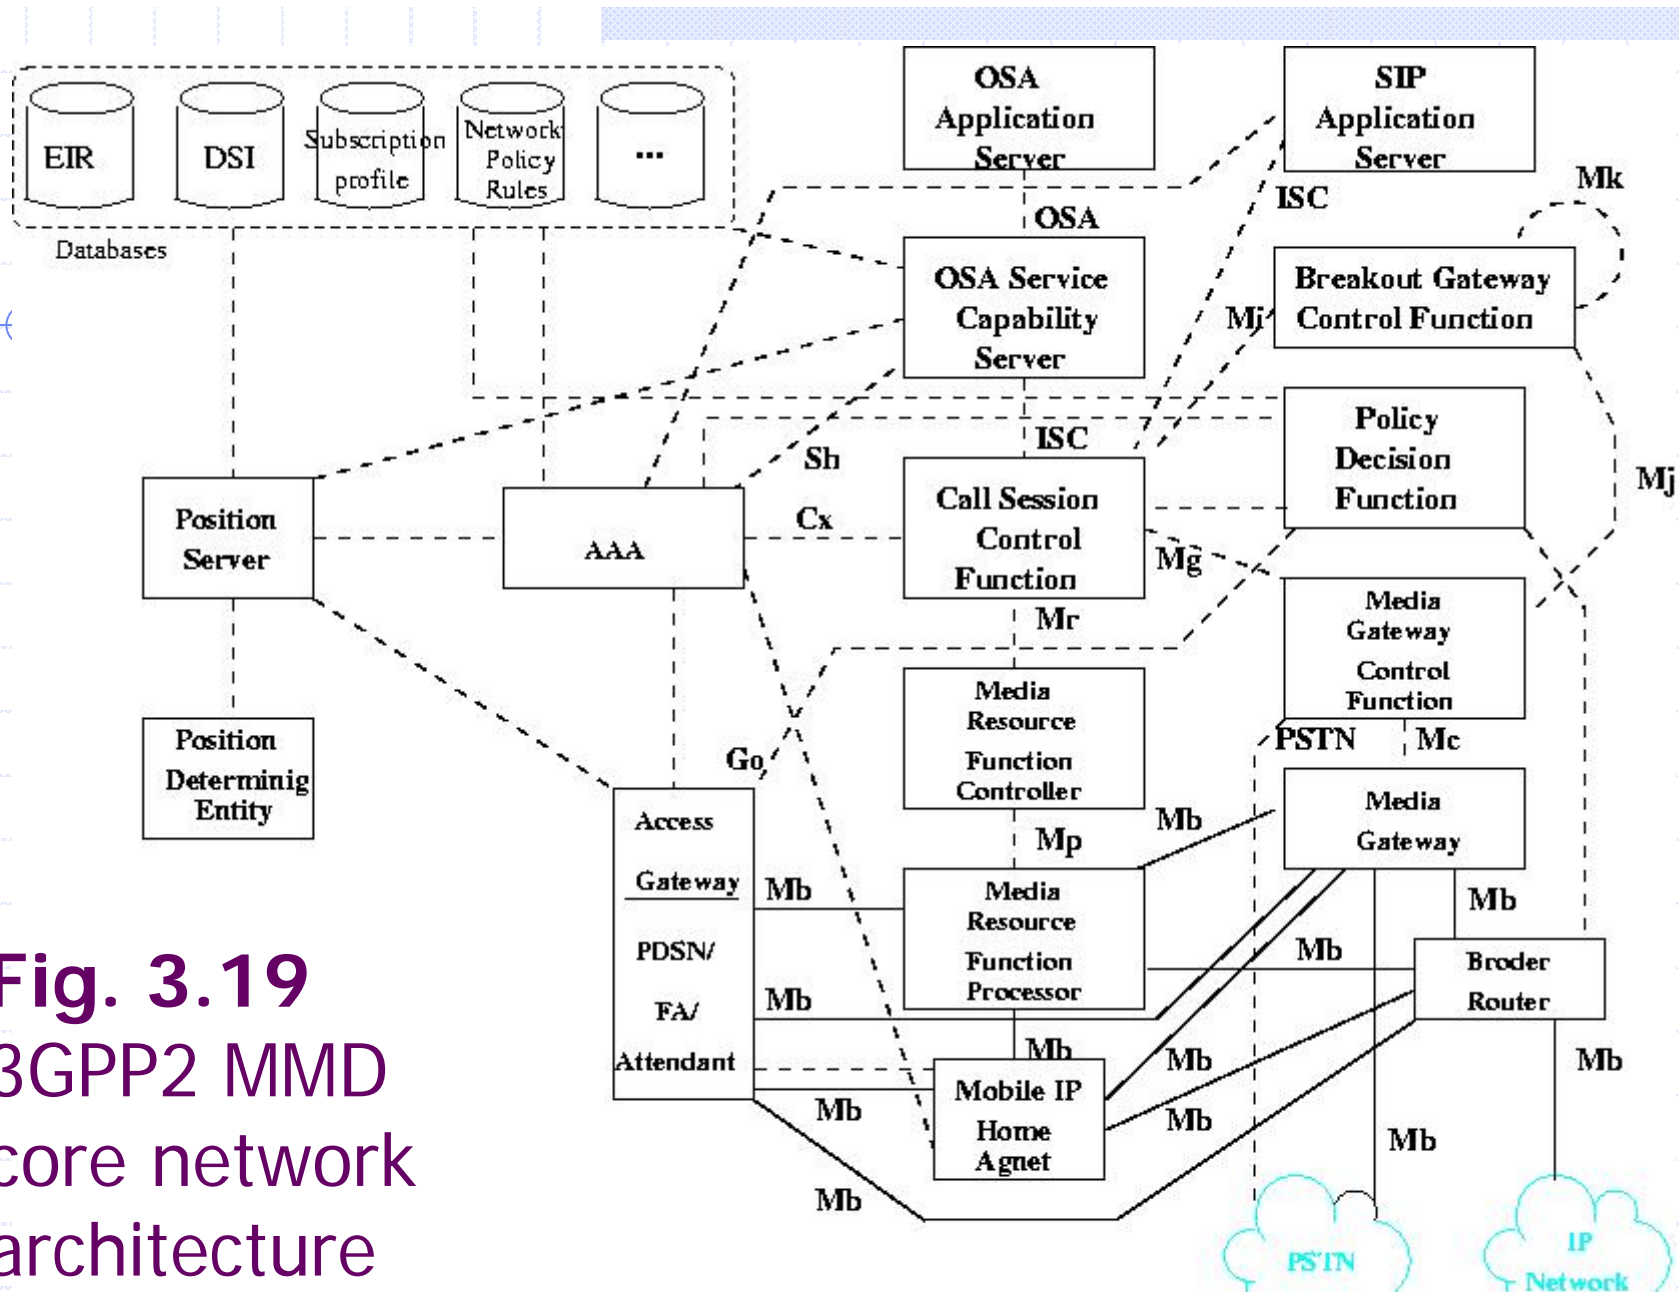 EIR
DSI
Subscription
profile
Network
Policy
Rules
...
Databases
OSA
Application
Server
SIP
Application
Server
ISC
Mk
OSA
OSA Service
Capability
Server
Mi
Breakout Gateway
Control Function
Sh
ISC
Policy
Decision
Function
Mj
Position
Server
AAA
Cx
Call Session
Control
Function
Mg
Mr
Media
Gateway
Control
Function
Position
Determinig
Entity
Go
Media
Resource
Function
Controller
PSTN
Mc
Access
Gateway
PDSN/
FA/
Attendant
Mp
Mb
Media
Gateway
Mb
Media
Resource
Function
Processor
Mb
Mb
Broder
Router
Mb
Mb
Mb
Mb
Mobile IP
Home
Agnet
Mb
Mb
Mb
Mb
PSTN
IP
Network
Fig. 3.19
3GPP2 MMD
core network
architecture